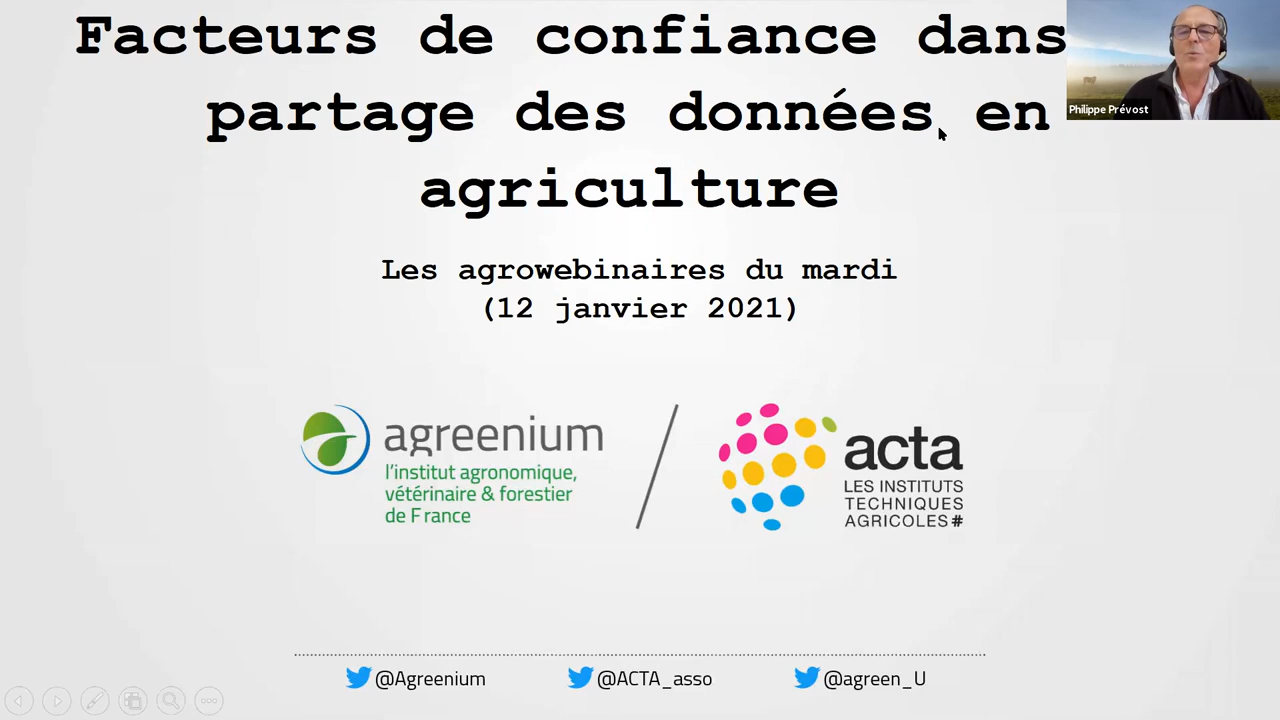 Facteurs de confiance dans
partage des données en
agriculture
Philippe Prévost
Les agrowebinaires du mardi
(12 janvier 2021)
agreenium
l'institut agronomique,
vétérinaire & forestier
de France
acta
LES INSTITUTS
TECHNIQUES
AGRICOLES#
@Agreenium
@ACTA_asso
@agreen_U